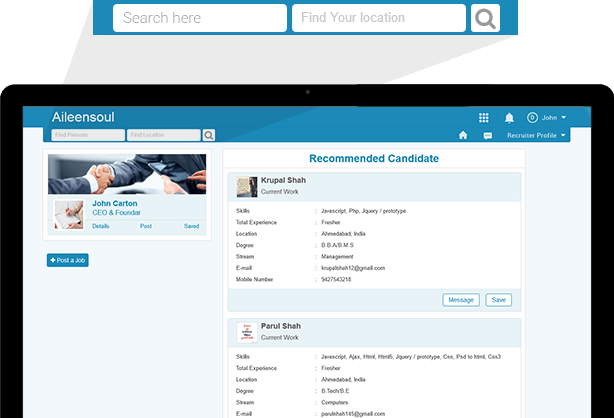 Search here
Find Your location
Aileensoul
John
Find Persons
Find Location
Recruiter Profile
John Carton
CEO & Foundar
Details Post Saved
+ Post a Job
Recommended Candidate
Krupal Shah
Current Work
Skills : Javascript, Php, Jquery / prototype
Total Experience : Fresher
Location : Ahmedabad, India
Degree : B.B.A/B.M.S
Stream : Management
E-mail : krupalshah12@gmail.com
Mobile Number : 9427543218
Message Save
Parul Shah
Current Work
Skills : Javascript, Ajax, Html, Html5, Jquery / prototype, Css, Psd to html, Css3
Total Experience : Fresher
Location : Ahmedabad, India
Degree : B.Tech/B.E
Stream : Computers
E-mail : parulshah145@gmail.com